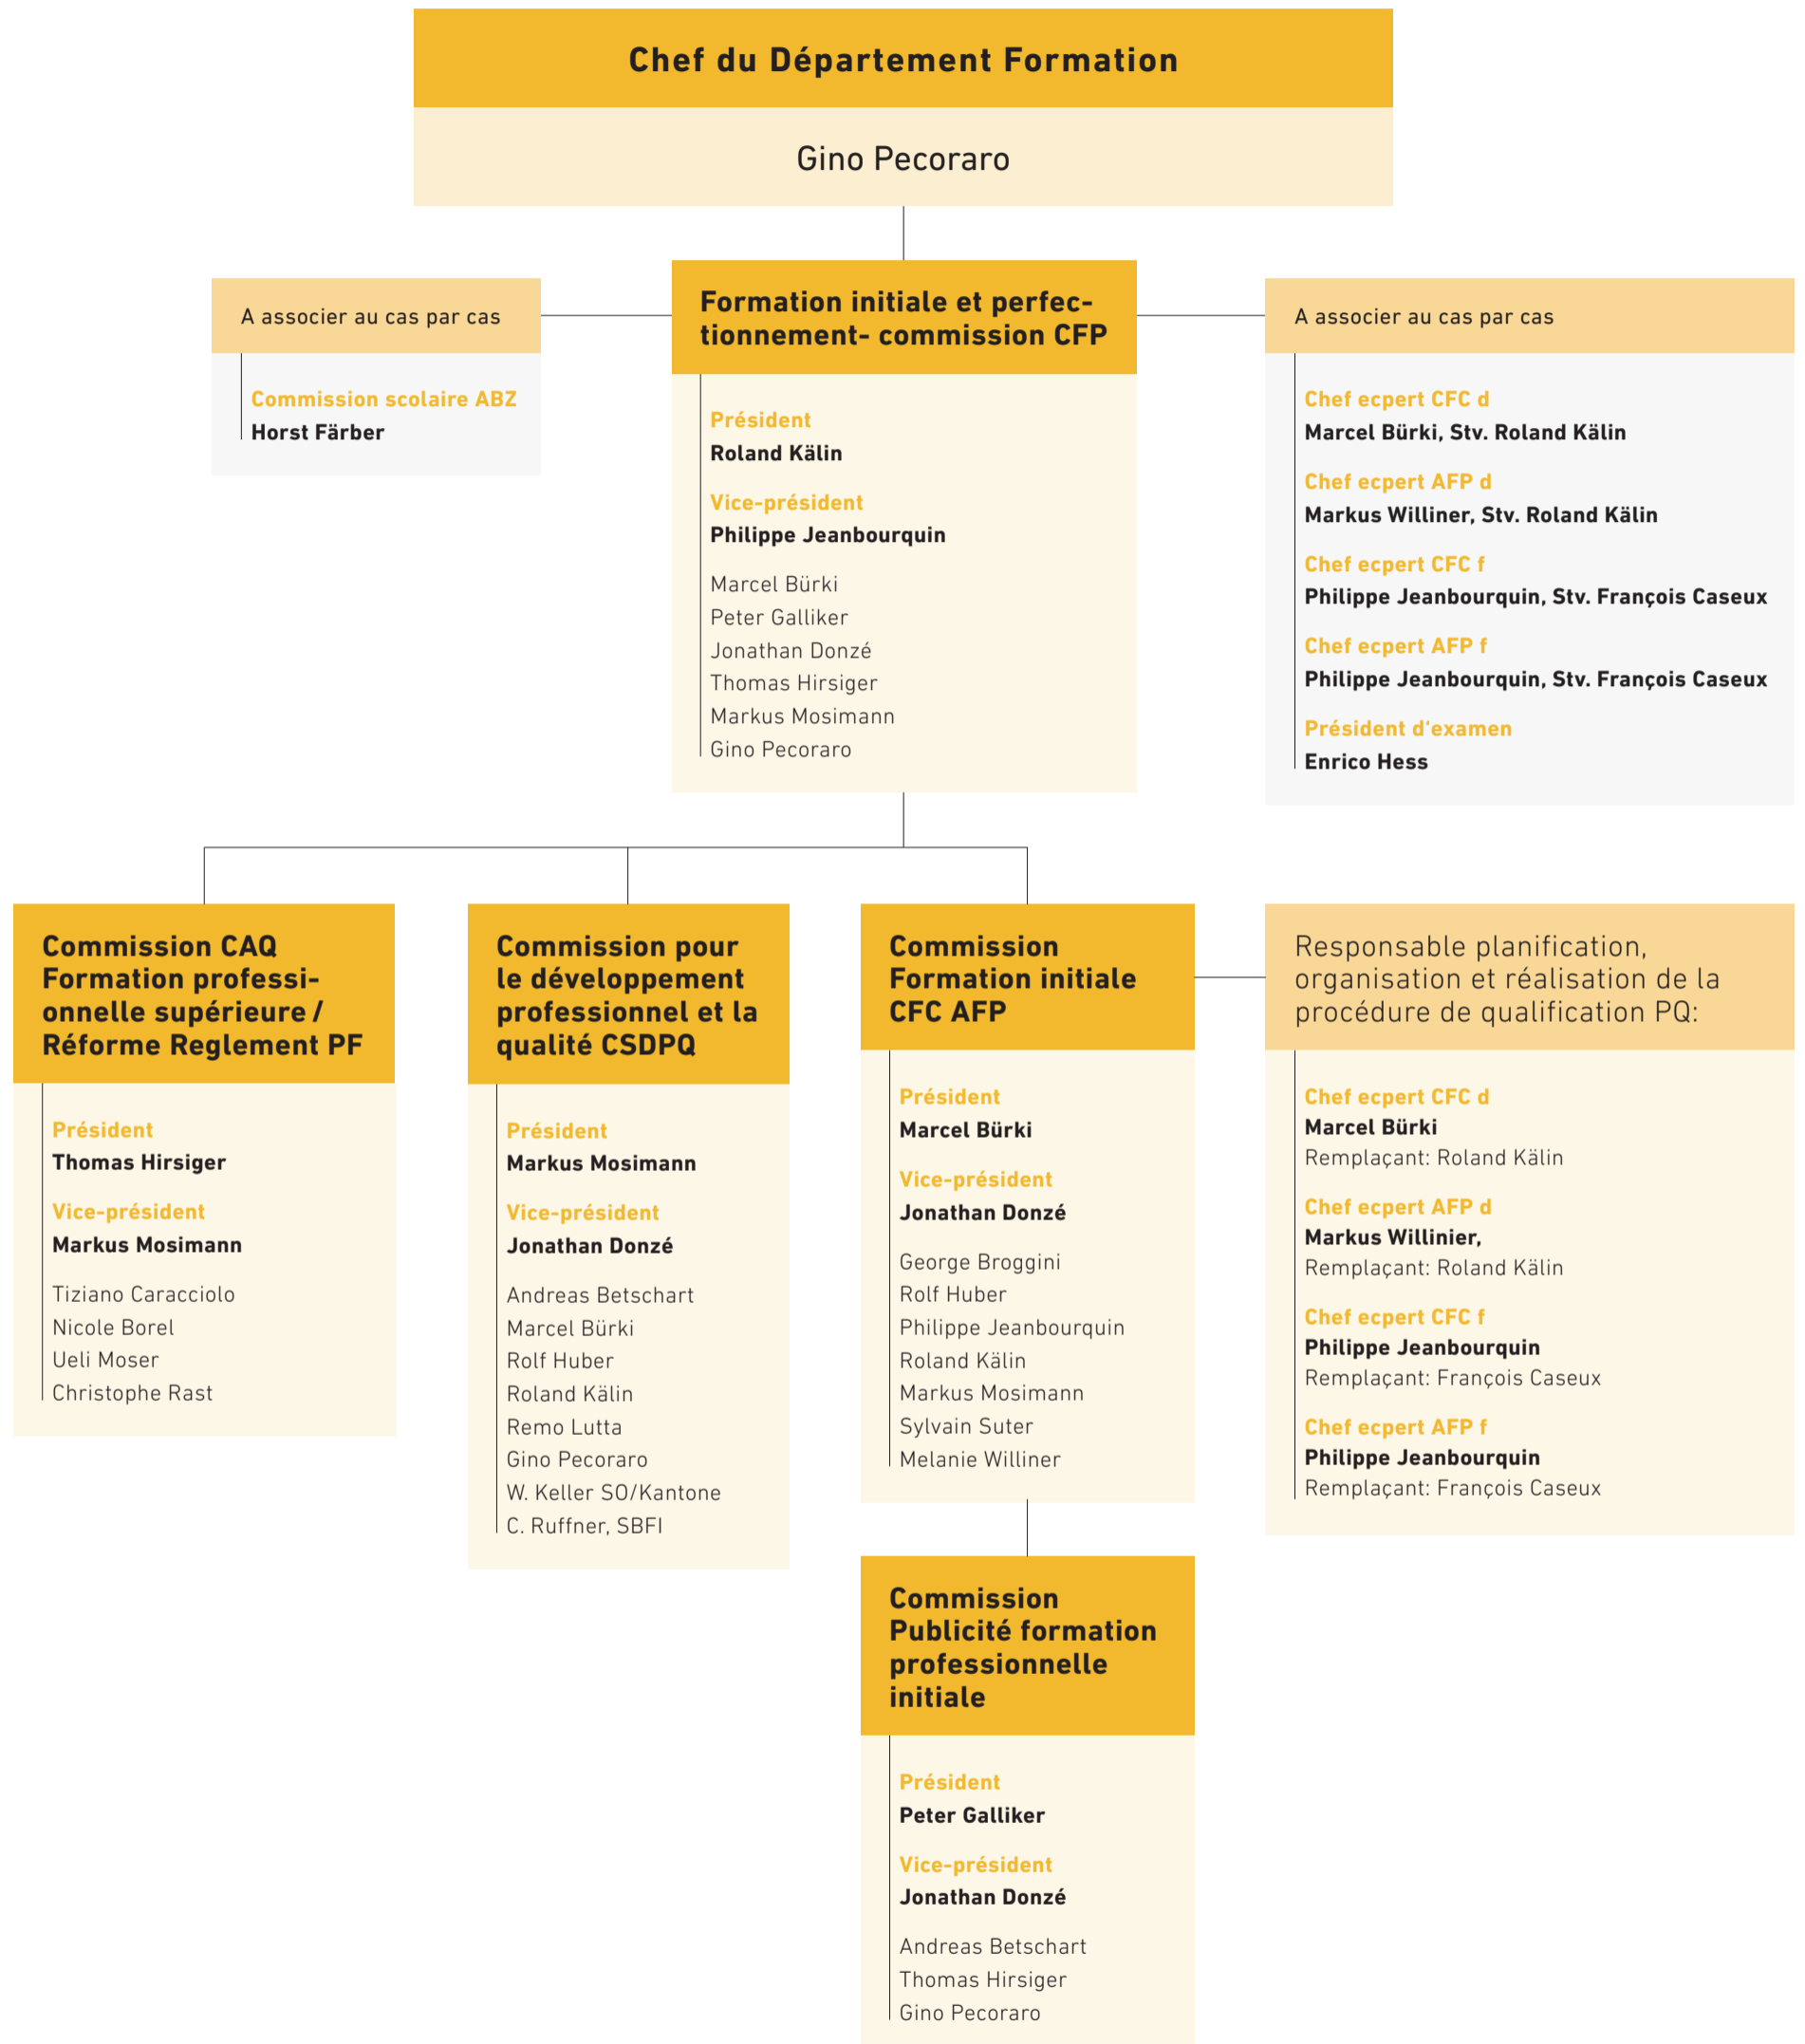 Chef du Département Formation
Gino Pecoraro
A associer au cas par cas
Commission scolaire ABZ
Horst Färber
Formation initiale et perfec-
tionnement- commission CFP
Président
Roland Kälin
Vice-président
Philippe Jeanbourquin
Marcel Bürki
Peter Galliker
Jonathan Donzé
Thomas Hirsiger
Markus Mosimann
Gino Pecoraro
A associer au cas par cas
Chef ecpert CFC d
Marcel Bürki, Stv. Roland Kälin
Chef ecpert AFP d
Markus Williner, Stv. Roland Kälin
Chef ecpert CFC f
Philippe Jeanbourquin, Stv. François Caseux
Chef ecpert AFP f
Philippe Jeanbourquin, Stv. François Caseux
Président d‘examen
Enrico Hess
Commission CAQ
Formation professi-
onnelle supérieure /
Réforme Reglement PF
Président
Thomas Hirsiger
Vice-président
Markus Mosimann
Tiziano Caracciolo
Nicole Borel
Ueli Moser
Christophe Rast
Commission pour
le développement
professionnel et la
qualité CSDPQ
Président
Markus Mosimann
Vice-président
Jonathan Donzé
Andreas Betschart
Marcel Bürki
Rolf Huber
Roland Kälin
Remo Lutta
Gino Pecoraro
W. Keller SO/Kantone
C. Ruffner, SBFI
Commission
Formation initiale
CFC AFP
Président
Marcel Bürki
Vice-président
Jonathan Donzé
George Broggini
Rolf Huber
Philippe Jeanbourquin
Roland Kälin
Markus Mosimann
Sylvain Suter
Melanie Williner
Responsable planification,
organisation et réalisation de la
procédure de qualification PQ:
Chef ecpert CFC d
Marcel Bürki
Remplaçant: Roland Kälin
Chef ecpert AFP d
Markus Willinier,
Remplaçant: Roland Kälin
Chef ecpert CFC f
Philippe Jeanbourquin
Remplaçant: François Caseux
Chef ecpert AFP f
Philippe Jeanbourquin
Remplaçant: François Caseux
Commission
Publicité formation
professionnelle
initiale
Président
Peter Galliker
Vice-président
Jonathan Donzé
Andreas Betschart
Thomas Hirsiger
Gino Pecoraro